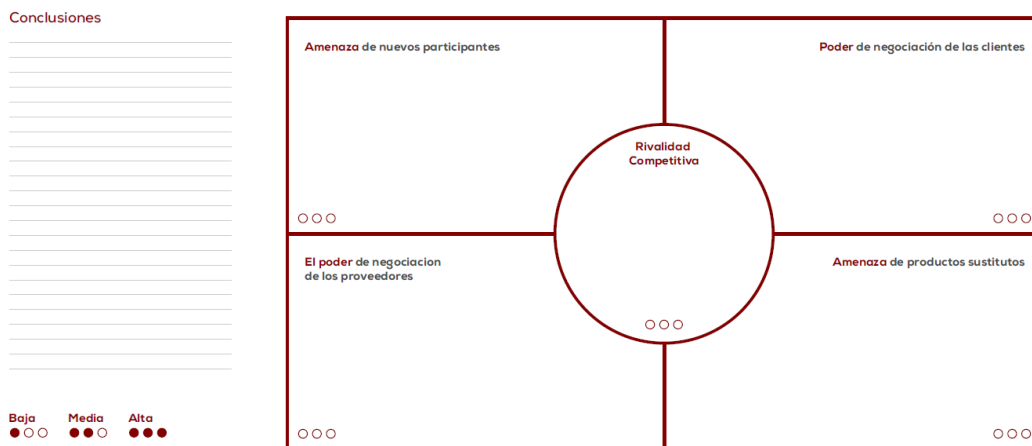 Conclusiones
Amenaza de nuevos participantes
Poder de negociación de las clientes
Rivalidad
Competitiva
El poder de negociacion
de los proveedores
Amenaza de productos sustitutos
Baja
Media
Alta